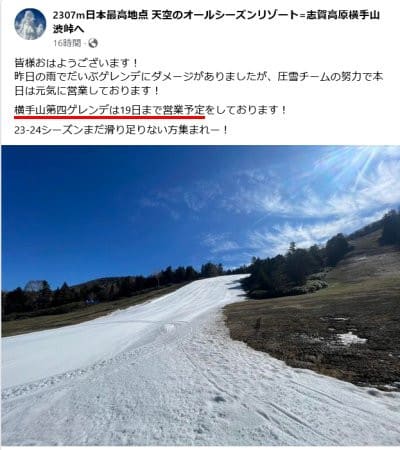 2307m日本最高地点 天空のオールシーズンリゾート=志賀高原横手山
渋峠へ
16時間 ·
皆様おはようございます！
昨日の雨でだいぶゲレンデにダメージがありましたが、圧雪チームの努力で本
日は元気に営業しております！
横手山第四ゲレンデは19日まで営業予定をしております！
23-24シーズンまだ滑り足りない方集まれー！